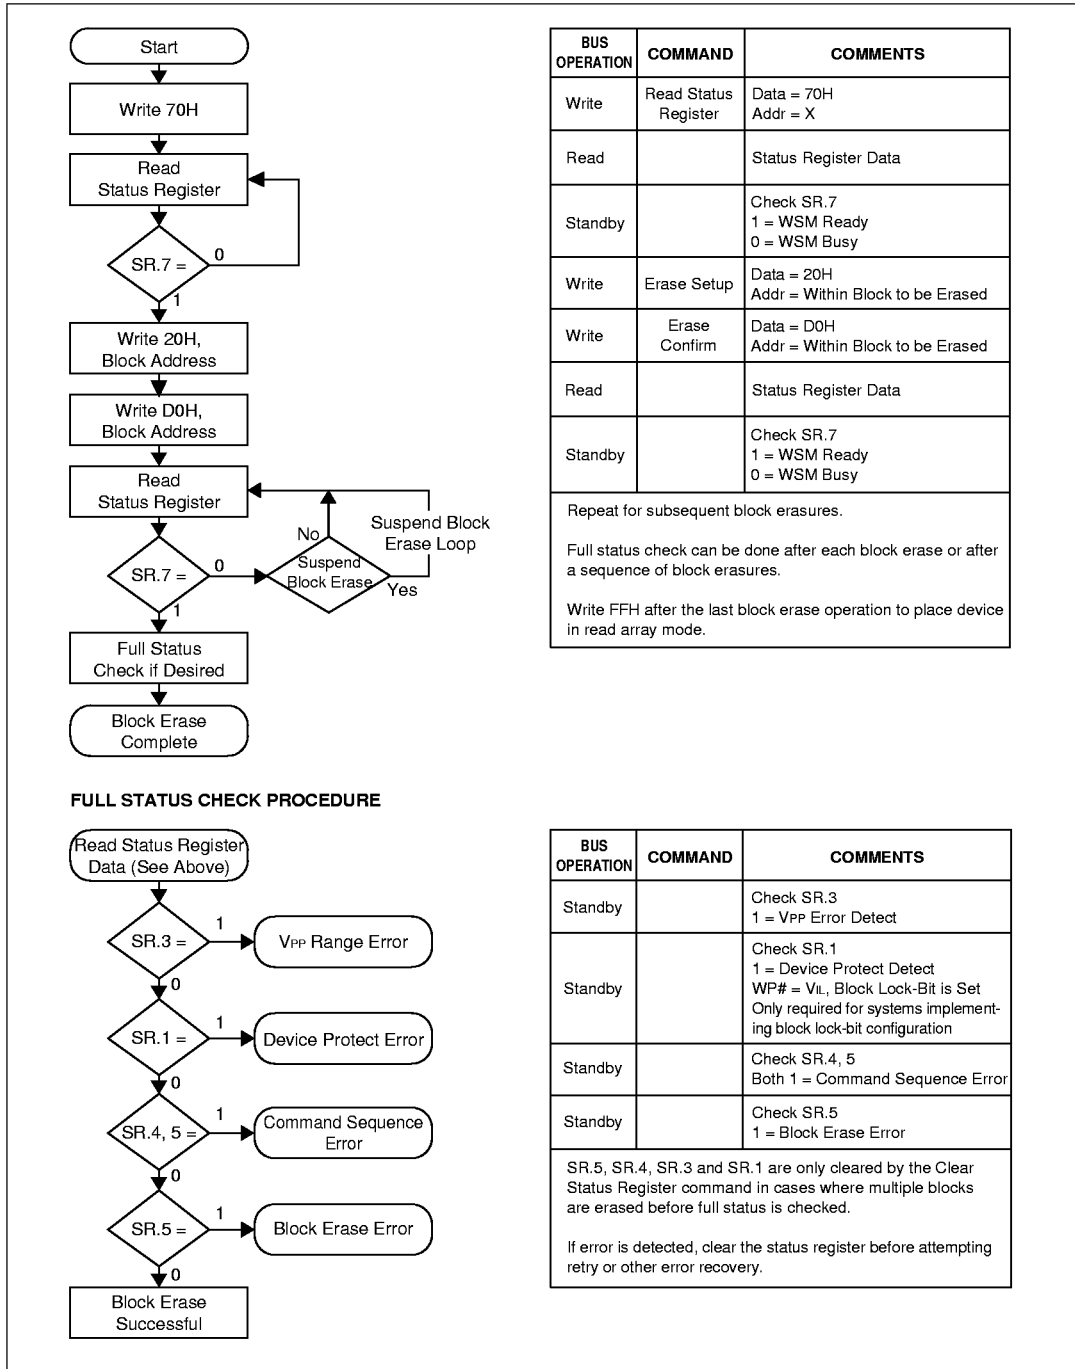 Start
Write 70H
Read
Status Register
SR.7 =
0
1
Write 20H,
Block Address
Write D0H,
Block Address
Read
Status Register
SR.7 =
0
1
No
Suspend
Block Erase
Yes
Suspend Block
Erase Loop
Full Status
Check if Desired
Block Erase
Complete
BUS OPERATION COMMAND COMMENTS
Write Read Status Register Data = 70H
Addr = X
Read Status Register Data
Standby Check SR.7
1 = WSM Ready
0 = WSM Busy
Write Erase Setup Data = 20H
Addr = Within Block to be Erased
Write Erase Confirm Data = D0H
Addr = Within Block to be Erased
Read Status Register Data
Standby Check SR.7
1 = WSM Ready
0 = WSM Busy
Repeat for subsequent block erasures.
Full status check can be done after each block erase or after
a sequence of block erasures.
Write FFH after the last block erase operation to place device
in read array mode.
FULL STATUS CHECK PROCEDURE
Read Status Register
Data (See Above)
SR.3 =
1
VPP Range Error
0
SR.1 =
1
Device Protect Error
0
SR.4, 5 =
1
Command Sequence
Error
0
SR.5 =
1
Block Erase Error
0
Block Erase
Successful
BUS OPERATION COMMAND COMMENTS
Standby Check SR.3
1 = VPP Error Detect
Standby Check SR.1
1 = Device Protect Detect
WP# = VIL, Block Lock-Bit is Set
Only required for systems implement-
ing block lock-bit configuration
Standby Check SR.4, 5
Both 1 = Command Sequence Error
Standby Check SR.5
1 = Block Erase Error
SR.5, SR.4, SR.3 and SR.1 are only cleared by the Clear
Status Register command in cases where multiple blocks
are erased before full status is checked.
If error is detected, clear the status register before attempting
retry or other error recovery.